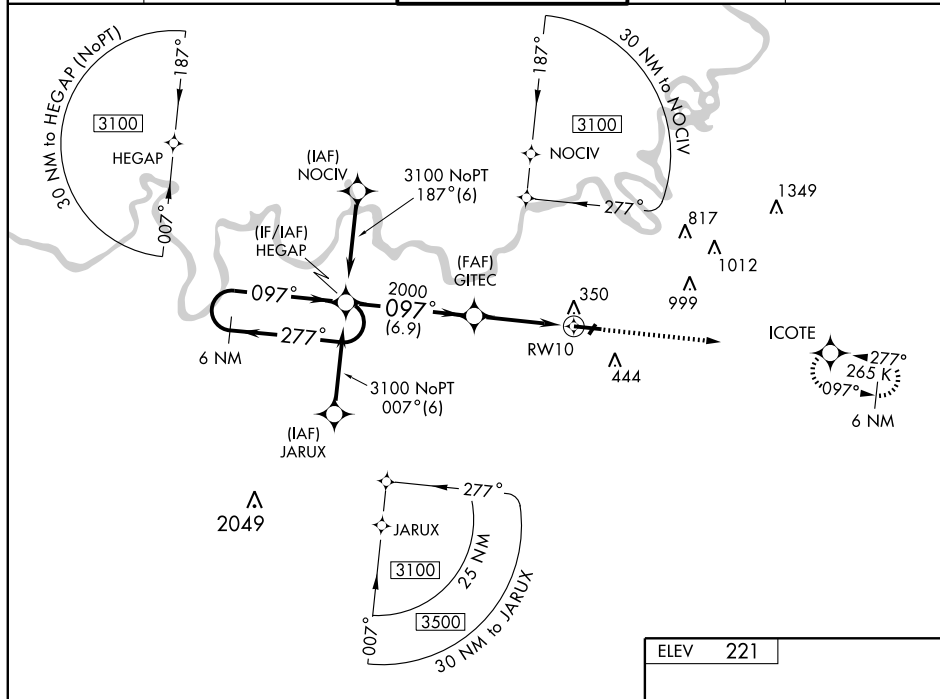 30 NM to HEGAP (NoPT)
187°
3100
HEGAP
007°
30 NM to NOCIV
187°
3100
NOCIV
277°
(IAF)
NOCIV
3100 NoPT
187°(6)
(IF/IAF)
HEGAP
097°
277°
6 NM
2000
097°
(6.9)
(FAF)
GITEC
3100 NoPT
007°(6)
(IAF)
JARUX
1349
817
1012
999
350
RW10
444
ICOTE
277°
265 K
097°
6 NM
2049
277°
JARUX
3100
25 NM
3500
30 NM to JARUX
007°
ELEV 221